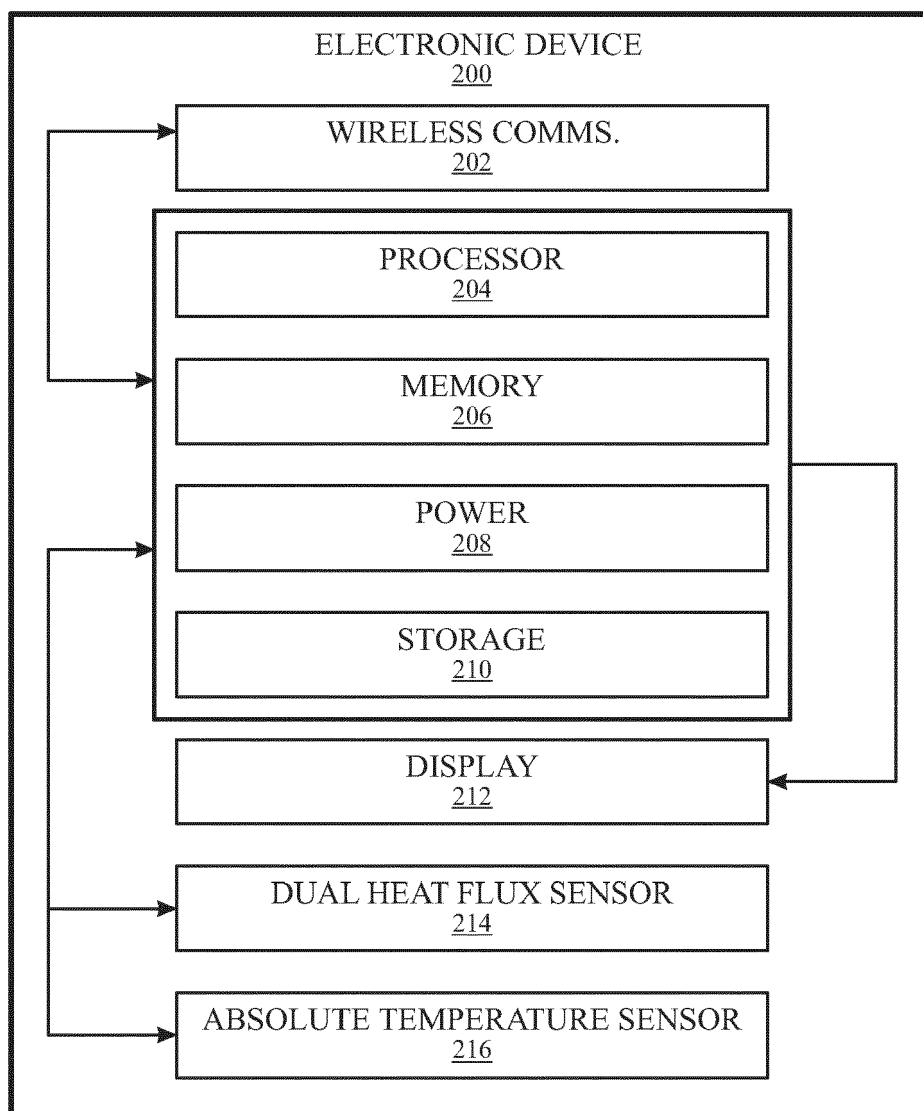 ELECTRONIC DEVICE
200
WIRELESS COMMS.
202
PROCESSOR
204
MEMORY
206
POWER
208
STORAGE
210
DISPLAY
212
DUAL HEAT FLUX SENSOR
214
ABSOLUTE TEMPERATURE SENSOR
216